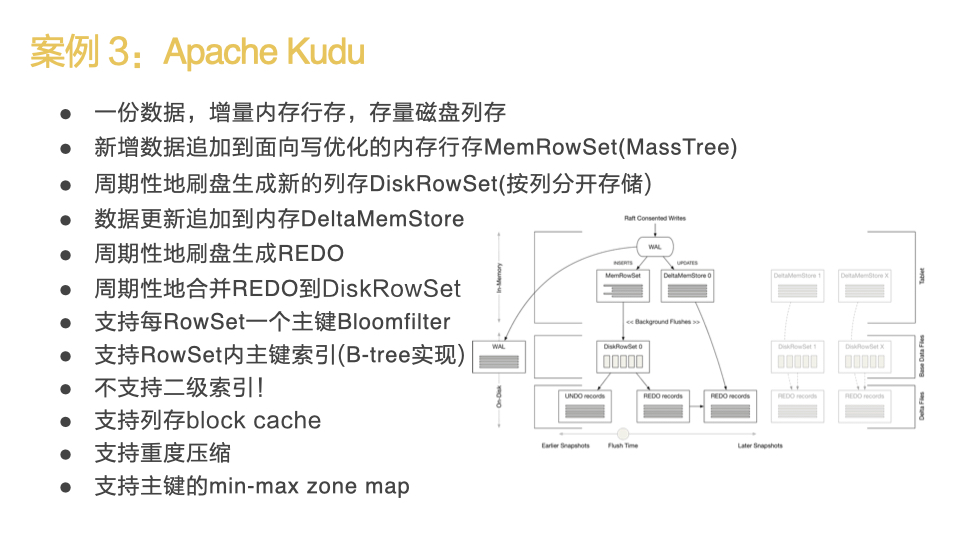 案例 3：Apache Kudu
● 一份数据，增量内存行存，存量磁盘列存
● 新增数据追加到面向写优化的内存行存MemRowSet(MassTree)
● 周期性地刷盘生成新的列存DiskRowSet(按列分开存储)
● 数据更新追加到内存DeltaMemStore
● 周期性地刷盘生成REDO
● 周期性地合并REDO到DiskRowSet
● 支持每RowSet一个主键Bloomfilter
● 支持RowSet内主键索引(B-tree实现)
● 不支持二级索引！
● 支持列存block cache
● 支持重度压缩
● 支持主键的min-max zone map
Raft Consented Writes
WAL
INSERTS
UPDATES
MemRowSet
DeltaMemStore 0
DeltaMemStore 1
DeltaMemStore X
In-Memory
Tablet
<< Background Flushes >>
WAL
DiskRowSet 0
DiskRowSet 1
DiskRowSet X
Base Data Files
On-Disk
UNDO records
REDO records
REDO records
REDO records
REDO records
Delta Files
Earlier Snapshots
Flush Time
Later Snapshots